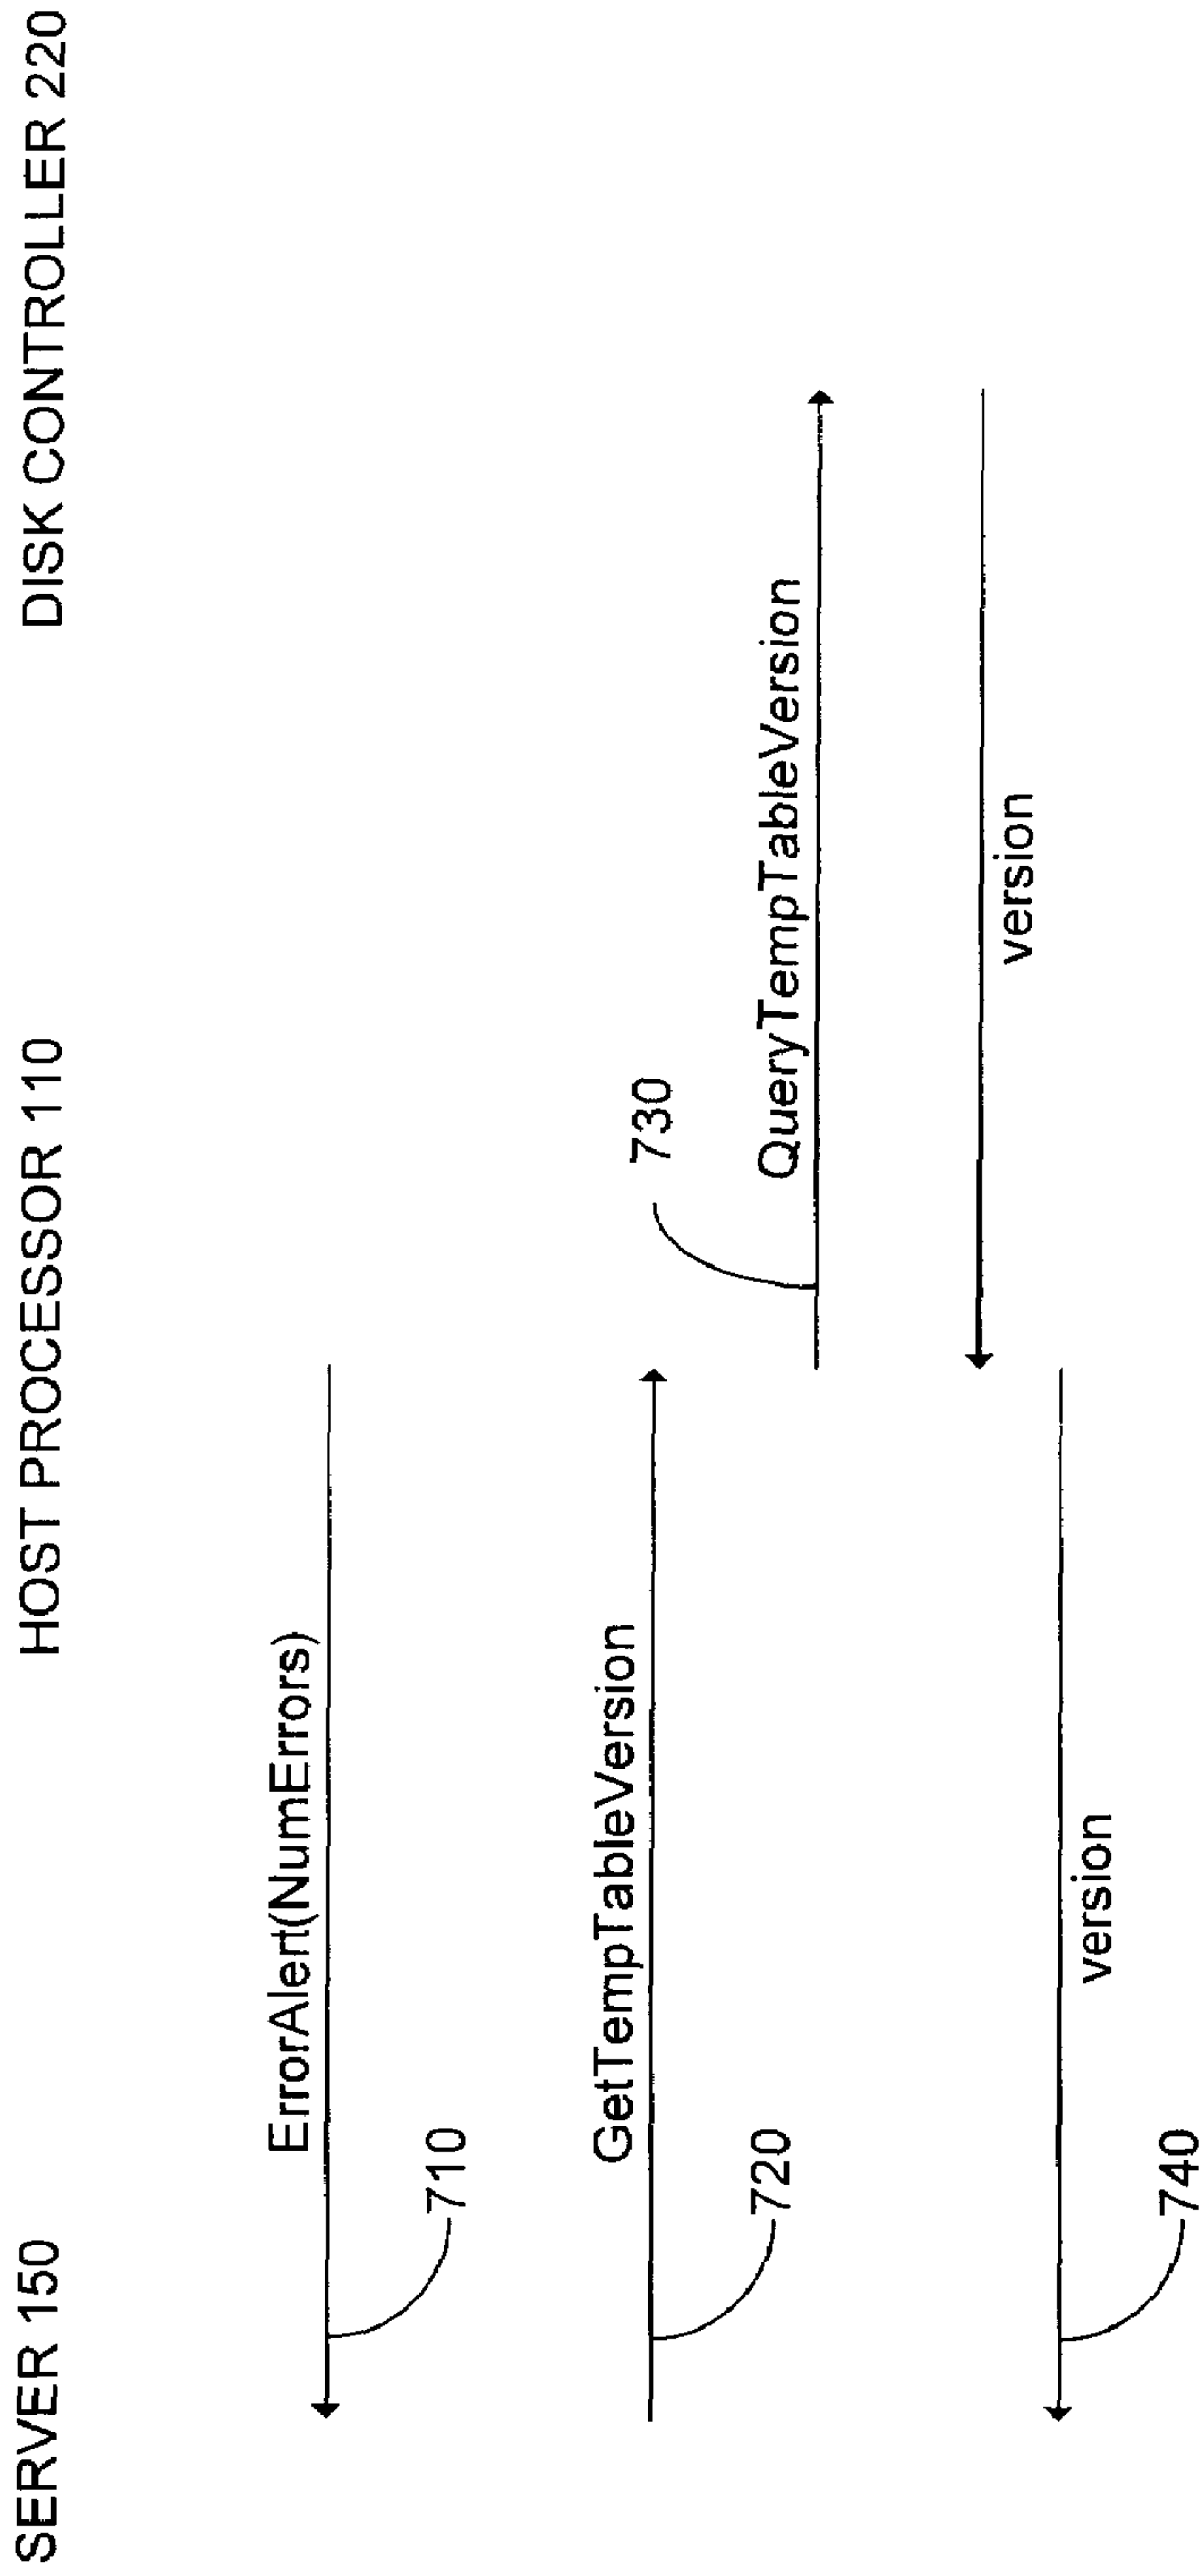 SERVER 150
HOST PROCESSOR 110
DISK CONTROLLER 220
ErrorAlert(NumErrors)
710
GetTempTableVersion
720
730
QueryTempTableVersion
version
version
740